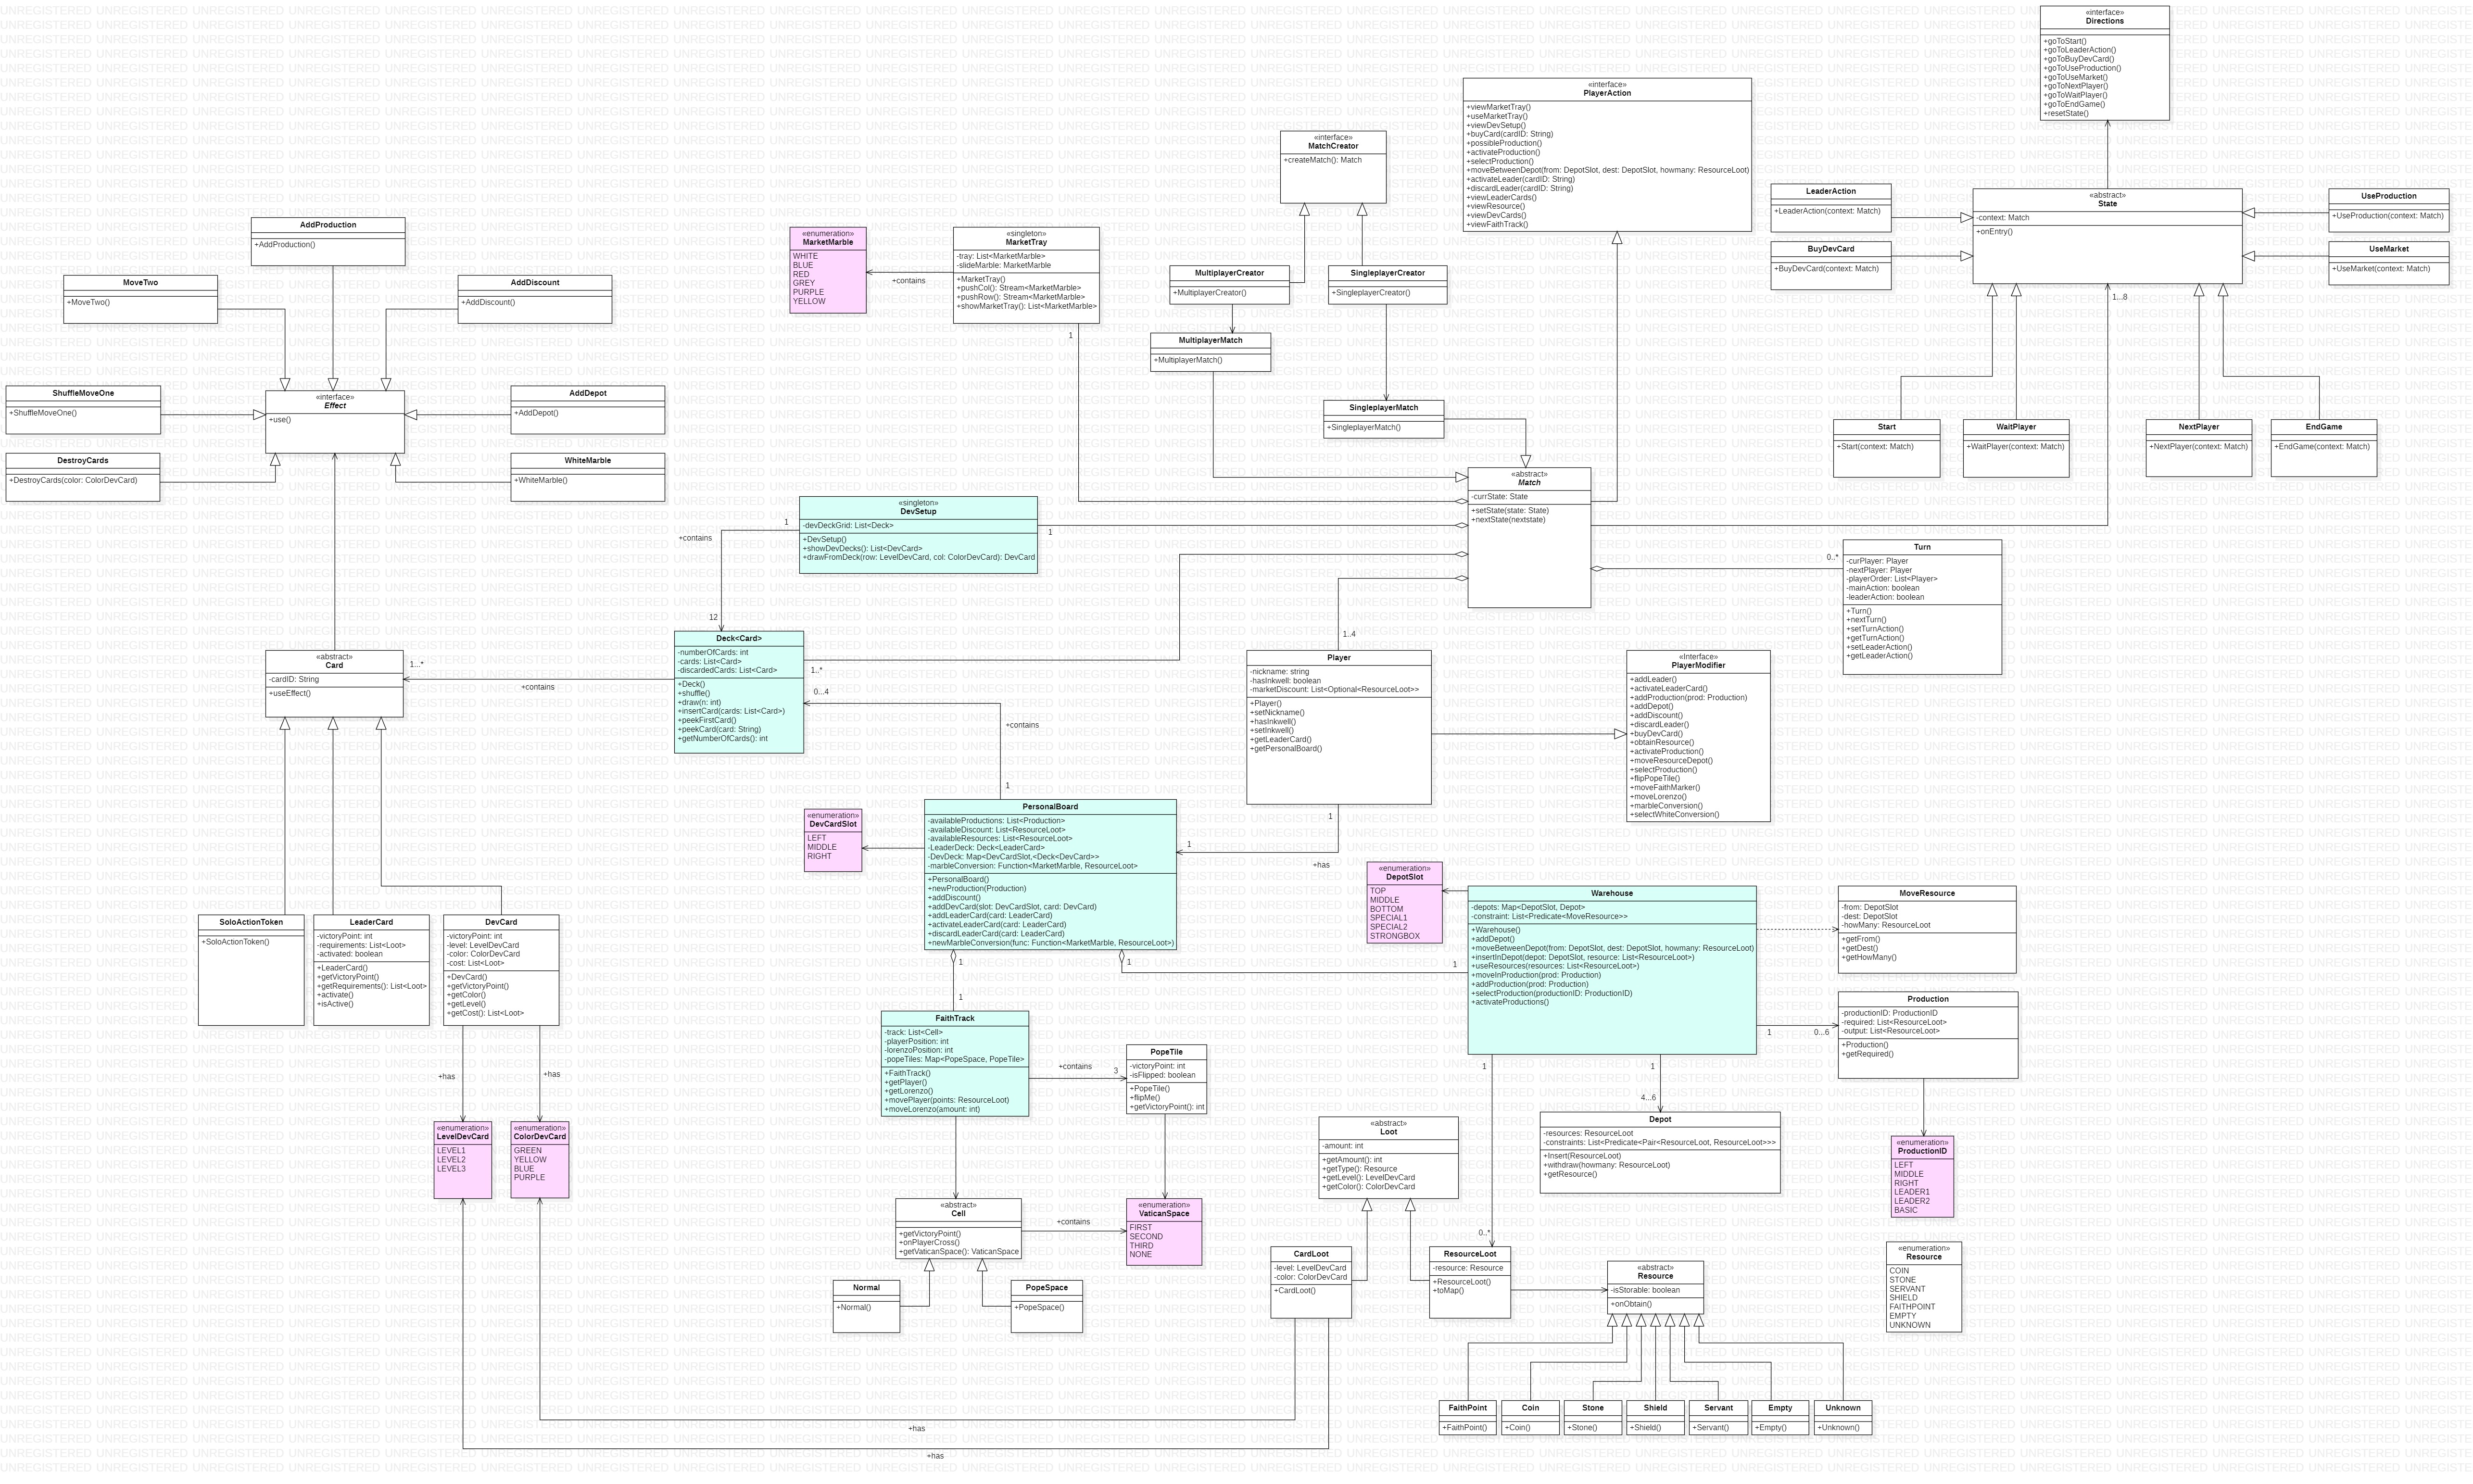 «interface»
Directions
+goToStart()
+goToLeaderAction()
+goToBuyDevCard()
+goToUseProduction()
+goToUseMarket()
+goToNextPlayer()
+goToWaitPlayer()
+goToEndGame()
+resetState()
«interface»
PlayerAction
+viewMarketTray()
+useMarketTray()
+viewDevSetup()
+buyCard(cardID: String)
+possibleProduction()
+activateProduction()
+selectProduction()
+moveBetweenDepot(from: DepotSlot, dest: DepotSlot, howmany: ResourceLoot)
+activateLeader(cardID: String)
+discardLeader(cardID: String)
+viewLeaderCards()
+viewResource()
+viewDevCards()
+viewFaithTrack()
«interface»
MatchCreator
+createMatch(): Match
LeaderAction
+LeaderAction(context: Match)
«abstract»
State
-context: Match
+onEntry()
UseProduction
+UseProduction(context: Match)
BuyDevCard
+BuyDevCard(context: Match)
UseMarket
+UseMarket(context: Match)
1...8
AddProduction
+AddProduction()
MoveTwo
+MoveTwo()
AddDiscount
+AddDiscount()
«enumeration»
MarketMarble
WHITE
BLUE
RED
GREY
PURPLE
YELLOW
+contains
«singleton»
MarketTray
-tray: List<MarketMarble>
-slideMarble: MarketMarble
+MarketTray()
+pushCol(): Stream<MarketMarble>
+pushRow(): Stream<MarketMarble>
+showMarketTray(): List<MarketMarble>
1
MultiplayerCreator
+MultiplayerCreator()
SingleplayerCreator
+SingleplayerCreator()
MultiplayerMatch
+MultiplayerMatch()
SingleplayerMatch
+SingleplayerMatch()
ShuffleMoveOne
+ShuffleMoveOne()
«interface»
Effect
+use()
AddDepot
+AddDepot()
DestroyCards
+DestroyCards(color: ColorDevCard)
WhiteMarble
+WhiteMarble()
Start
+Start(context: Match)
WaitPlayer
+WaitPlayer(context: Match)
NextPlayer
+NextPlayer(context: Match)
EndGame
+EndGame(context: Match)
«abstract»
Match
-currState: State
+setState(state: State)
+nextState(nextstate)
«singleton»
DevSetup
-devDeckGrid: List<Deck>
+DevSetup()
+showDevDecks(): List<DevCard>
+drawFromDeck(row: LevelDevCard, col: ColorDevCard): DevCard
1
1
+contains
12
0..*
Turn
-curPlayer: Player
-nextPlayer: Player
-playerOrder: List<Player>
-mainAction: boolean
-leaderAction: boolean
+Turn()
+nextTurn()
+setTurnAction()
+getTurnAction()
+setLeaderAction()
+getLeaderAction()
Deck<Card>
-numberOfCards: int
-cards: List<Card>
-discardedCards: List<Card>
+Deck()
+shuffle()
+draw(n: int)
+insertCard(cards: List<Card>)
+peekFirstCard()
+peekCard(card: String)
+getNumberOfCards(): int
1..*
0...4
+contains
1
«abstract»
Card
-cardID: String
+useEffect()
1...*
+contains
1..4
Player
-nickname: string
-hasInkwell: boolean
-marketDiscount: List<Optional<ResourceLoot>>
+Player()
+setNickname()
+hasInkwell()
+setInkwell()
+getLeaderCard()
+getPersonalBoard()
1
+has
1
«Interface»
PlayerModifier
+addLeader()
+activateLeaderCard()
+addProduction(prod: Production)
+addDepot()
+addDiscount()
+discardLeader()
+buyDevCard()
+obtainResource()
+activateProduction()
+moveResourceDepot()
+selectProduction()
+flipPopeTile()
+moveFaithMarker()
+moveLorenzo()
+marbleConversion()
+selectWhiteConversion()
«enumeration»
DevCardSlot
LEFT
MIDDLE
RIGHT
PersonalBoard
-availableProductions: List<Production>
-availableDiscount: List<ResourceLoot>
-availableResources: List<ResourceLoot>
-LeaderDeck: Deck<LeaderCard>
-DevDeck: Map<DevCardSlot,<Deck<DevCard>>
-marbleConversion: Function<MarketMarble, ResourceLoot>
+PersonalBoard()
+newProduction(Production)
+addDiscount()
+addDevCard(slot: DevCardSlot, card: DevCard)
+addLeaderCard(card: LeaderCard)
+activateLeaderCard(card: LeaderCard)
+discardLeaderCard(card: LeaderCard)
+newMarbleConversion(func: Function<MarketMarble, ResourceLoot>)
1
1
1
1
«enumeration»
DepotSlot
TOP
MIDDLE
BOTTOM
SPECIAL1
SPECIAL2
STRONGBOX
Warehouse
-depots: Map<DepotSlot, Depot>
-constraint: List<Predicate<MoveResource>>
+Warehouse()
+addDepot()
+moveBetweenDepot(from: DepotSlot, dest: DepotSlot, howmany: ResourceLoot)
+insertInDepot(depot: DepotSlot, resource: List<ResourceLoot>)
+useResources(resources: List<ResourceLoot>)
+moveInProduction(prod: Production)
+addProduction(prod: Production)
+selectProduction(productionID: ProductionID)
+activateProductions()
MoveResource
-from: DepotSlot
-dest: DepotSlot
-howMany: ResourceLoot
+getFrom()
+getDest()
+getHowMany()
1
0...6
Production
-productionID: ProductionID
-required: List<ResourceLoot>
-output: List<ResourceLoot>
+Production()
+getRequired()
SoloActionToken
+SoloActionToken()
LeaderCard
-victoryPoint: int
-requirements: List<Loot>
-activated: boolean
+LeaderCard()
+getVictoryPoint()
+getRequirements(): List<Loot>
+activate()
+isActive()
DevCard
-victoryPoint: int
-level: LevelDevCard
-color: ColorDevCard
-cost: List<Loot>
+DevCard()
+getVictoryPoint()
+getColor()
+getLevel()
+getCost(): List<Loot>
+has
+has
FaithTrack
-track: List<Cell>
-playerPosition: int
-lorenzoPosition: int
-popeTiles: Map<PopeSpace, PopeTile>
+FaithTrack()
+getPlayer()
+getLorenzo()
+movePlayer(points: ResourceLoot)
+moveLorenzo(amount: int)
+contains
3
PopeTile
-victoryPoint: int
-isFlipped: boolean
+PopeTile()
+flipMe()
+getVictoryPoint(): int
1
1
4...6
0..*
Depot
-resources: ResourceLoot
-constraints: List<Predicate<Pair<ResourceLoot, ResourceLoot>>>
+Insert(ResourceLoot)
+withdraw(howmany: ResourceLoot)
+getResource()
«enumeration»
LevelDevCard
LEVEL1
LEVEL2
LEVEL3
«enumeration»
ColorDevCard
GREEN
YELLOW
BLUE
PURPLE
«abstract»
Loot
-amount: int
+getAmount(): int
+getType(): Resource
+getLevel(): LevelDevCard
+getColor(): ColorDevCard
«enumeration»
ProductionID
LEFT
MIDDLE
RIGHT
LEADER1
LEADER2
BASIC
«abstract»
Cell
+getVictoryPoint()
+onPlayerCross()
+getVaticanSpace(): VaticanSpace
+contains
«enumeration»
VaticanSpace
FIRST
SECOND
THIRD
NONE
Normal
+Normal()
PopeSpace
+PopeSpace()
CardLoot
-level: LevelDevCard
-color: ColorDevCard
+CardLoot()
ResourceLoot
-resource: Resource
+ResourceLoot()
+toMap()
«abstract»
Resource
-isStorable: boolean
+onObtain()
«enumeration»
Resource
COIN
STONE
SERVANT
SHIELD
FAITHPOINT
EMPTY
UNKNOWN
FaithPoint
+FaithPoint()
Coin
+Coin()
Stone
+Stone()
Shield
+Shield()
Servant
+Servant()
Empty
+Empty()
Unknown
+Unknown()
+has
+has